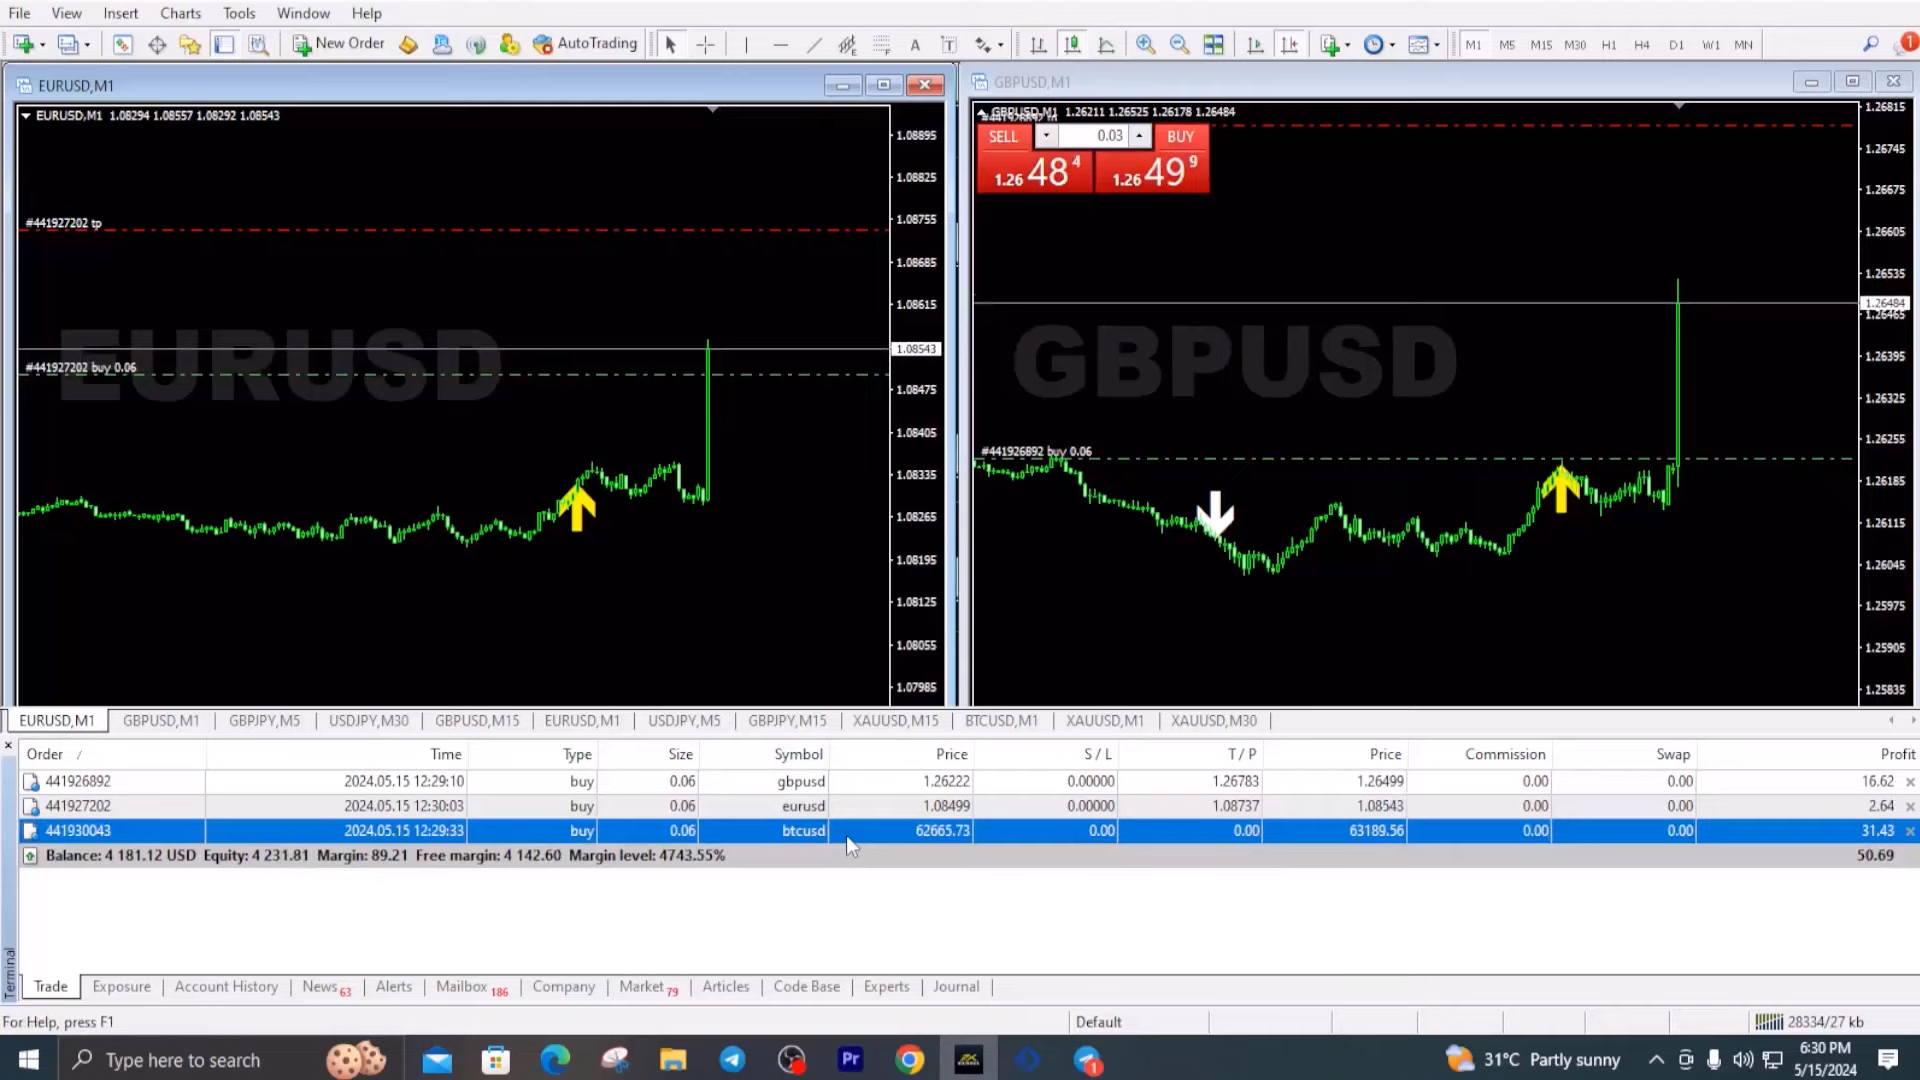 File View Insert Charts Tools Window Help
New Order AutoTrading A T M1 M5 M15 M30 H1 H4 D1 W1 MN 1
EURUSD,M1
EURUSD,M1 1.08294 1.08557 1.08292 1.08543
#441927202 tp
EURUSD
#441927202 buy 0.06
1.08895
1.08825
1.08755
1.08685
1.08615
1.08543
1.08475
1.08405
1.08335
1.08265
1.08195
1.08125
1.08055
1.07985
GBPUSD,M1
GBPUSD,M1 1.26211 1.26525 1.26178 1.26484
SELL 0.03 BUY
1.26 48 4 1.26 49 9
GBPUSD
#441926892 buy 0.06
1.26815
1.26745
1.26675
1.26605
1.26535
1.26484
1.26465
1.26395
1.26325
1.26255
1.26185
1.26115
1.26045
1.25975
1.25905
1.25835
EURUSD,M1 GBPUSD,M1 GBPJPY,M5 USDJPY,M30 GBPUSD,M15 EURUSD,M1 USDJPY,M5 GBPJPY,M15 XAUUSD,M15 BTCUSD,M1 XAUUSD,M1 XAUUSD,M30
Order / Time Type Size Symbol Price S / L T / P Price Commission Swap Profit
441926892 2024.05.15 12:29:10 buy 0.06 gbpusd 1.26222 0.00000 1.26783 1.26499 0.00 0.00 16.62
441927202 2024.05.15 12:30:03 buy 0.06 eurusd 1.08499 0.00000 1.08737 1.08543 0.00 0.00 2.64
441930043 2024.05.15 12:29:33 buy 0.06 btcusd 62665.73 0.00 0.00 63189.56 0.00 0.00 31.43
Balance: 4 181.12 USD Equity: 4 231.81 Margin: 89.21 Free margin: 4 142.60 Margin level: 4743.55% 50.69
Terminal
Trade Exposure Account History News 63 Alerts Mailbox 186 Company Market 79 Articles Code Base Experts Journal
For Help, press F1 Default 28334/27 kb
Type here to search Pr 1 31°C Partly sunny 6:30 PM
5/15/2024